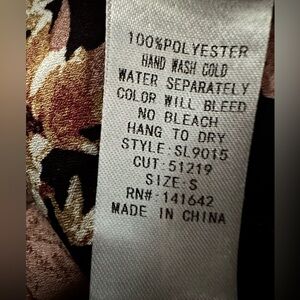 100%POLYESTER
HAND WASH COLD
WATER SEPARATELY
COLOR WILL BLEED
NO BLEACH
HANG TO DRY
STYLE:SL9015
CUT:51219
SIZE:S
RN#:141642
MADE IN CHINA